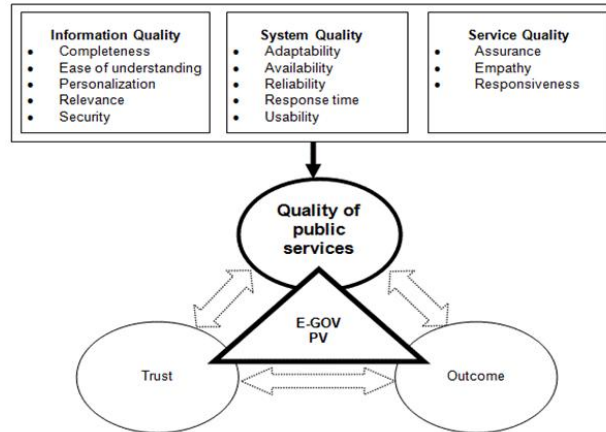 Information Quality
• Completeness
• Ease of understanding
• Personalization
• Relevance
• Security
System Quality
• Adaptability
• Availability
• Reliability
• Response time
• Usability
Service Quality
• Assurance
• Empathy
• Responsiveness
Quality of
public
services
E-GOV
PV
Trust
Outcome